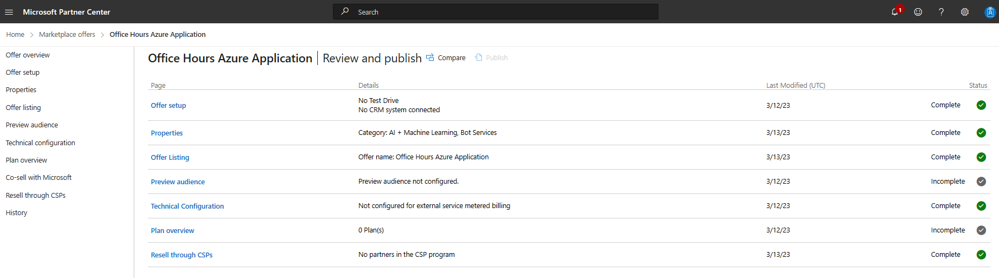 Microsoft Partner Center
Search
1
Home > Marketplace offers > Office Hours Azure Application
Offer overview
Offer setup
Properties
Offer listing
Preview audience
Technical configuration
Plan overview
Co-sell with Microsoft
Resell through CSPs
History
Office Hours Azure Application | Review and publish Compare Publish
Page Details Last Modified (UTC) Status
Offer setup No Test Drive 3/12/23 Complete
No CRM system connected
Properties Category: AI + Machine Learning, Bot Services 3/13/23 Complete
Offer Listing Offer name: Office Hours Azure Application 3/13/23 Complete
Preview audience Preview audience not configured. 3/12/23 Incomplete
Technical Configuration Not configured for external service metered billing 3/12/23 Complete
Plan overview 0 Plan(s) 3/12/23 Incomplete
Resell through CSPs No partners in the CSP program 3/13/23 Complete